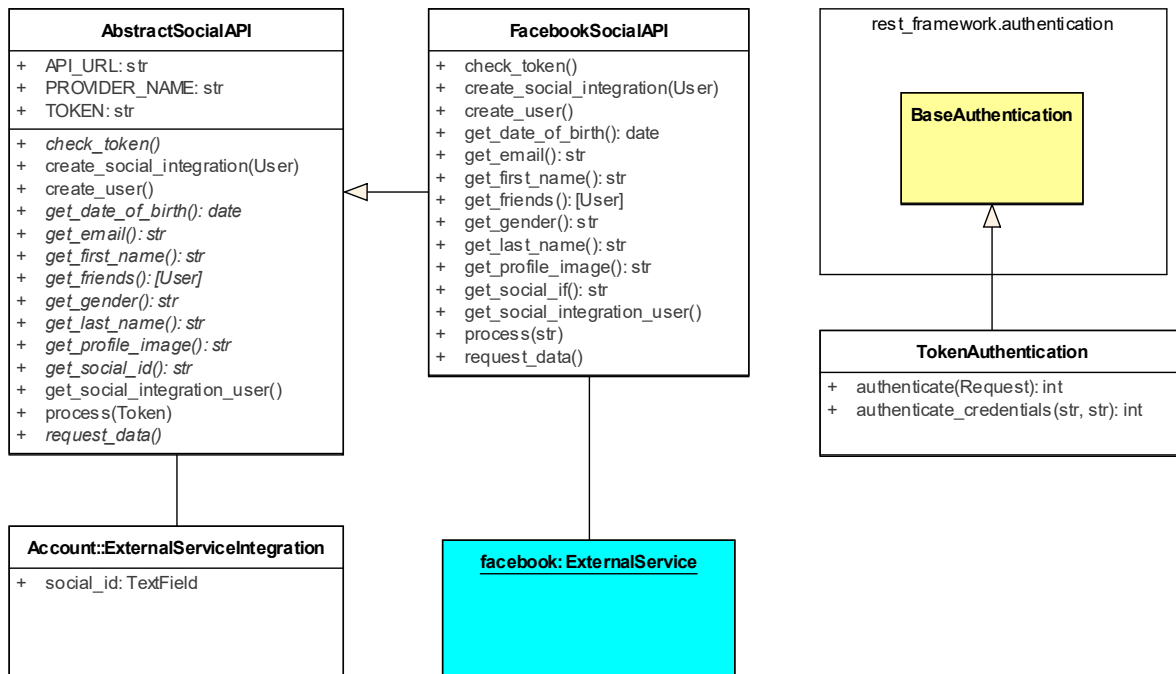 AbstractSocialAPI
+ API_URL: str
+ PROVIDER_NAME: str
+ TOKEN: str
+ check_token()
+ create_social_integration(User)
+ create_user()
+ get_date_of_birth(): date
+ get_email(): str
+ get_first_name(): str
+ get_friends(): [User]
+ get_gender(): str
+ get_last_name(): str
+ get_profile_image(): str
+ get_social_id(): str
+ get_social_integration_user()
+ process(Token)
+ request_data()
FacebookSocialAPI
+ check_token()
+ create_social_integration(User)
+ create_user()
+ get_date_of_birth(): date
+ get_email(): str
+ get_first_name(): str
+ get_friends(): [User]
+ get_gender(): str
+ get_last_name(): str
+ get_profile_image(): str
+ get_social_if(): str
+ get_social_integration_user()
+ process(str)
+ request_data()
rest_framework.authentication
BaseAuthentication
TokenAuthentication
+ authenticate(Request): int
+ authenticate_credentials(str, str): int
Account::ExternalServiceIntegration
+ social_id: TextField
facebook: ExternalService